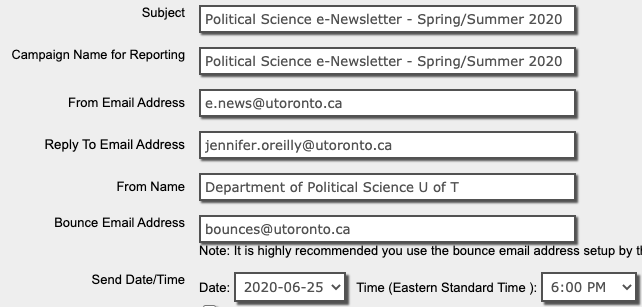 Subject Political Science e-Newsletter - Spring/Summer 2020
Campaign Name for Reporting Political Science e-Newsletter - Spring/Summer 2020
From Email Address e.news@utoronto.ca
Reply To Email Address jennifer.oreilly@utoronto.ca
From Name Department of Political Science U of T
Bounce Email Address bounces@utoronto.ca
Note: It is highly recommended you use the bounce email address setup by
Send Date/Time Date: 2020-06-25 Time (Eastern Standard Time ): 6:00 PM